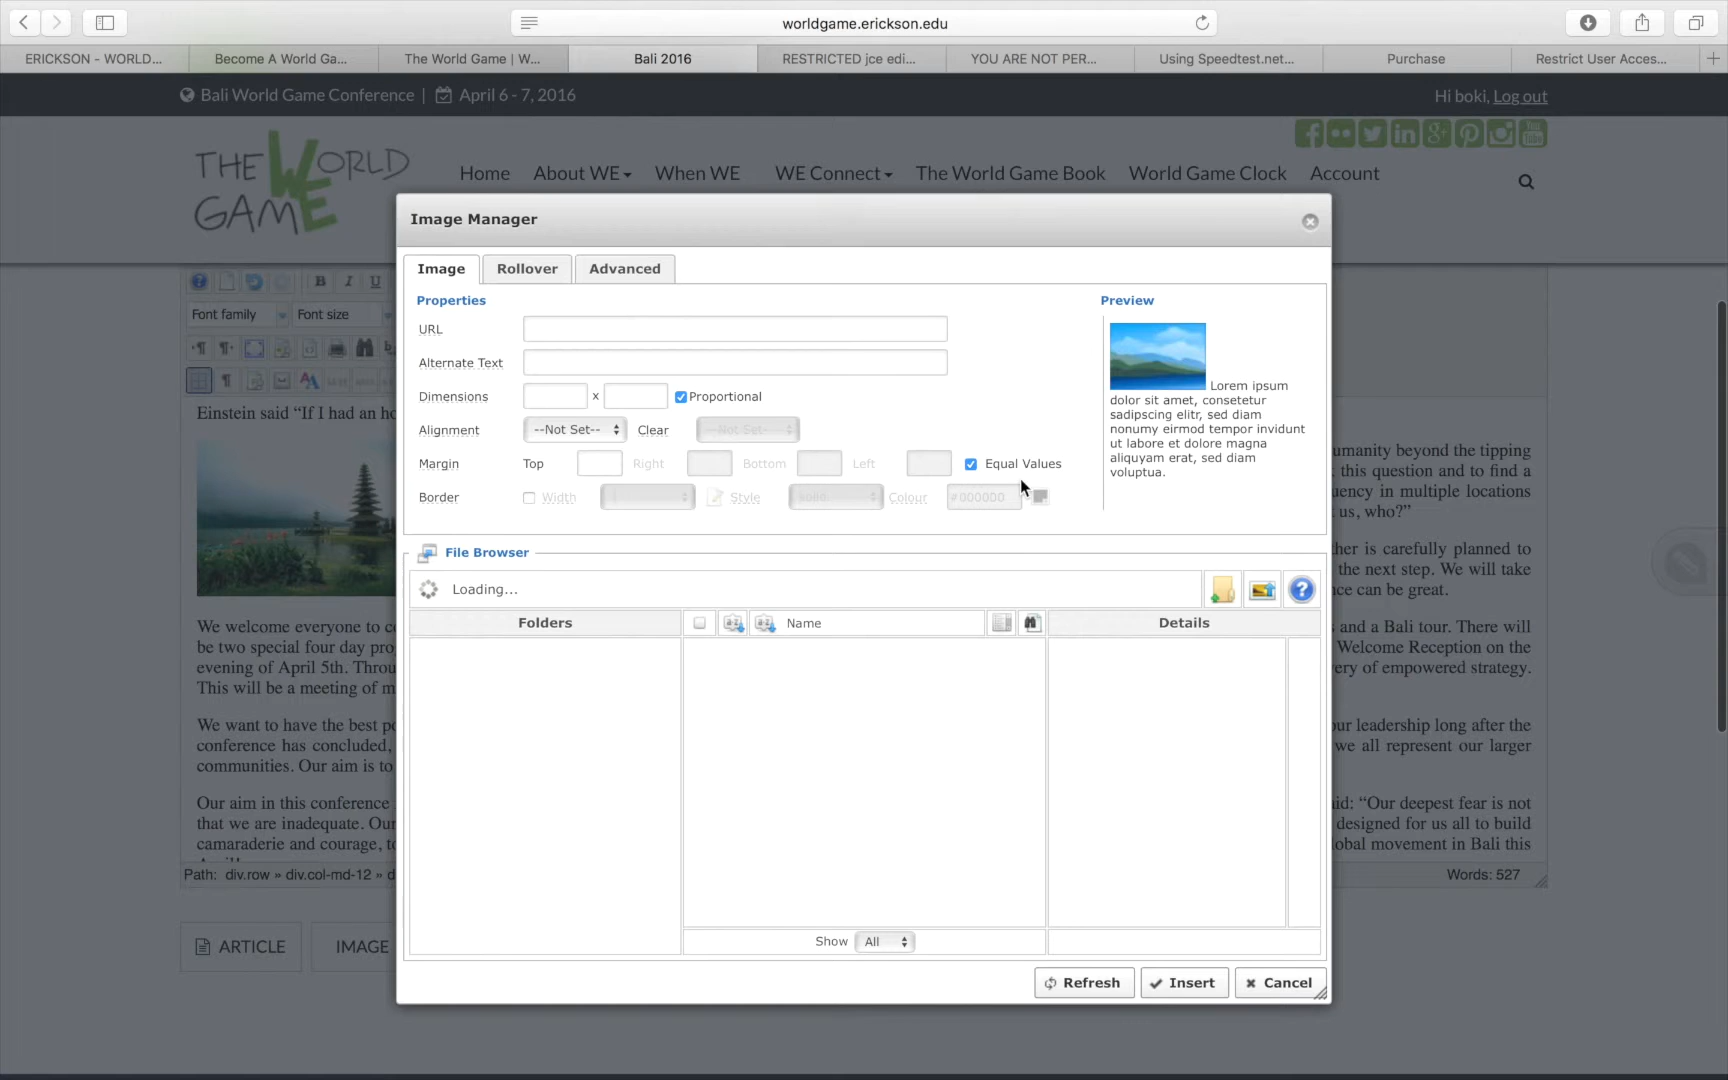 worldgame.erickson.edu
ERICKSON - WORLD...
Become A World Ga...
The World Game | W...
Bali 2016
RESTRICTED jce edi...
YOU ARE NOT PER...
Using Speedtest.net...
Purchase
Restrict User Acces...
Bali World Game Conference | April 6 - 7, 2016
Hi boki, Log out
THE WORLD
WE
GAME
Home
About WE
When WE
WE Connect
The World Game Book
World Game Clock
Account
Image Manager
Image
Rollover
Advanced
Properties
Preview
URL
Alternate Text
Dimensions
x
Proportional
Alignment
--Not Set--
Clear
--Not Set--
Margin
Top
Right
Bottom
Left
Equal Values
Border
Width
Style
Colour
#000000
Lorem ipsum
dolor sit amet, consetetur
sadipscing elitr, sed diam
nonumy eirmod tempor invidunt
ut labore et dolore magna
aliquyam erat, sed diam
voluptua.
File Browser
Loading...
Folders
Name
Details
Show
All
Refresh
Insert
Cancel
B I U
Font family
Font size
Einstein said “If I had an ho
umanity beyond the tipping
this question and to find a
uency in multiple locations
us, who?”
her is carefully planned to
the next step. We will take
nce can be great.
We welcome everyone to co
and a Bali tour. There will
be two special four day pro
Welcome Reception on the
evening of April 5th. Throu
ery of empowered strategy.
This will be a meeting of m
We want to have the best po
ur leadership long after the
conference has concluded,
we all represent our larger
communities. Our aim is to
Our aim in this conference
id: “Our deepest fear is not
that we are inadequate. Our
designed for us all to build
camaraderie and courage, to
obal movement in Bali this
Path: div.row » div.col-md-12 » d
Words: 527
ARTICLE
IMAGE